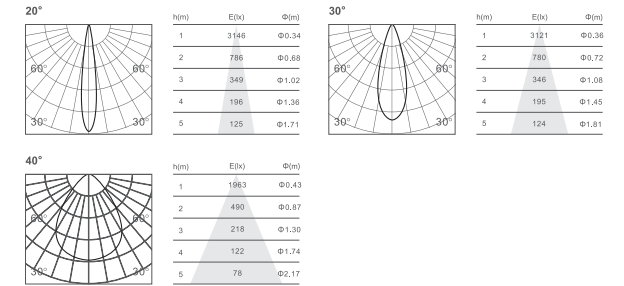 20°
60° 60°
30° 30°
h(m) E(lx) Φ(m)
1 3146 Φ0.34
2 786 Φ0.68
3 349 Φ1.02
4 196 Φ1.36
5 125 Φ1.71
30°
60° 60°
30° 30°
h(m) E(lx) Φ(m)
1 3121 Φ0.36
2 780 Φ0,72
3 346 Φ1.08
4 195 Φ1.45
5 124 Φ1.81
40°
60° 60°
30° 30°
h(m) E(lx) Φ(m)
1 1963 Φ0.43
2 490 Φ0.87
3 218 Φ1.30
4 122 Φ1.74
5 78 Φ2,17